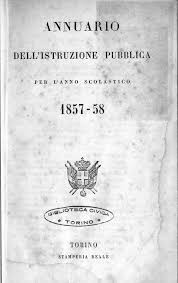 ANNUARIO
DELL'ISTRUZIONE PUBBLICA
PER L'ANNO SCOLASTICO
1857-58
BIBLIOTECA CIVICA
TORINO
TORINO
STAMPERIA REALE